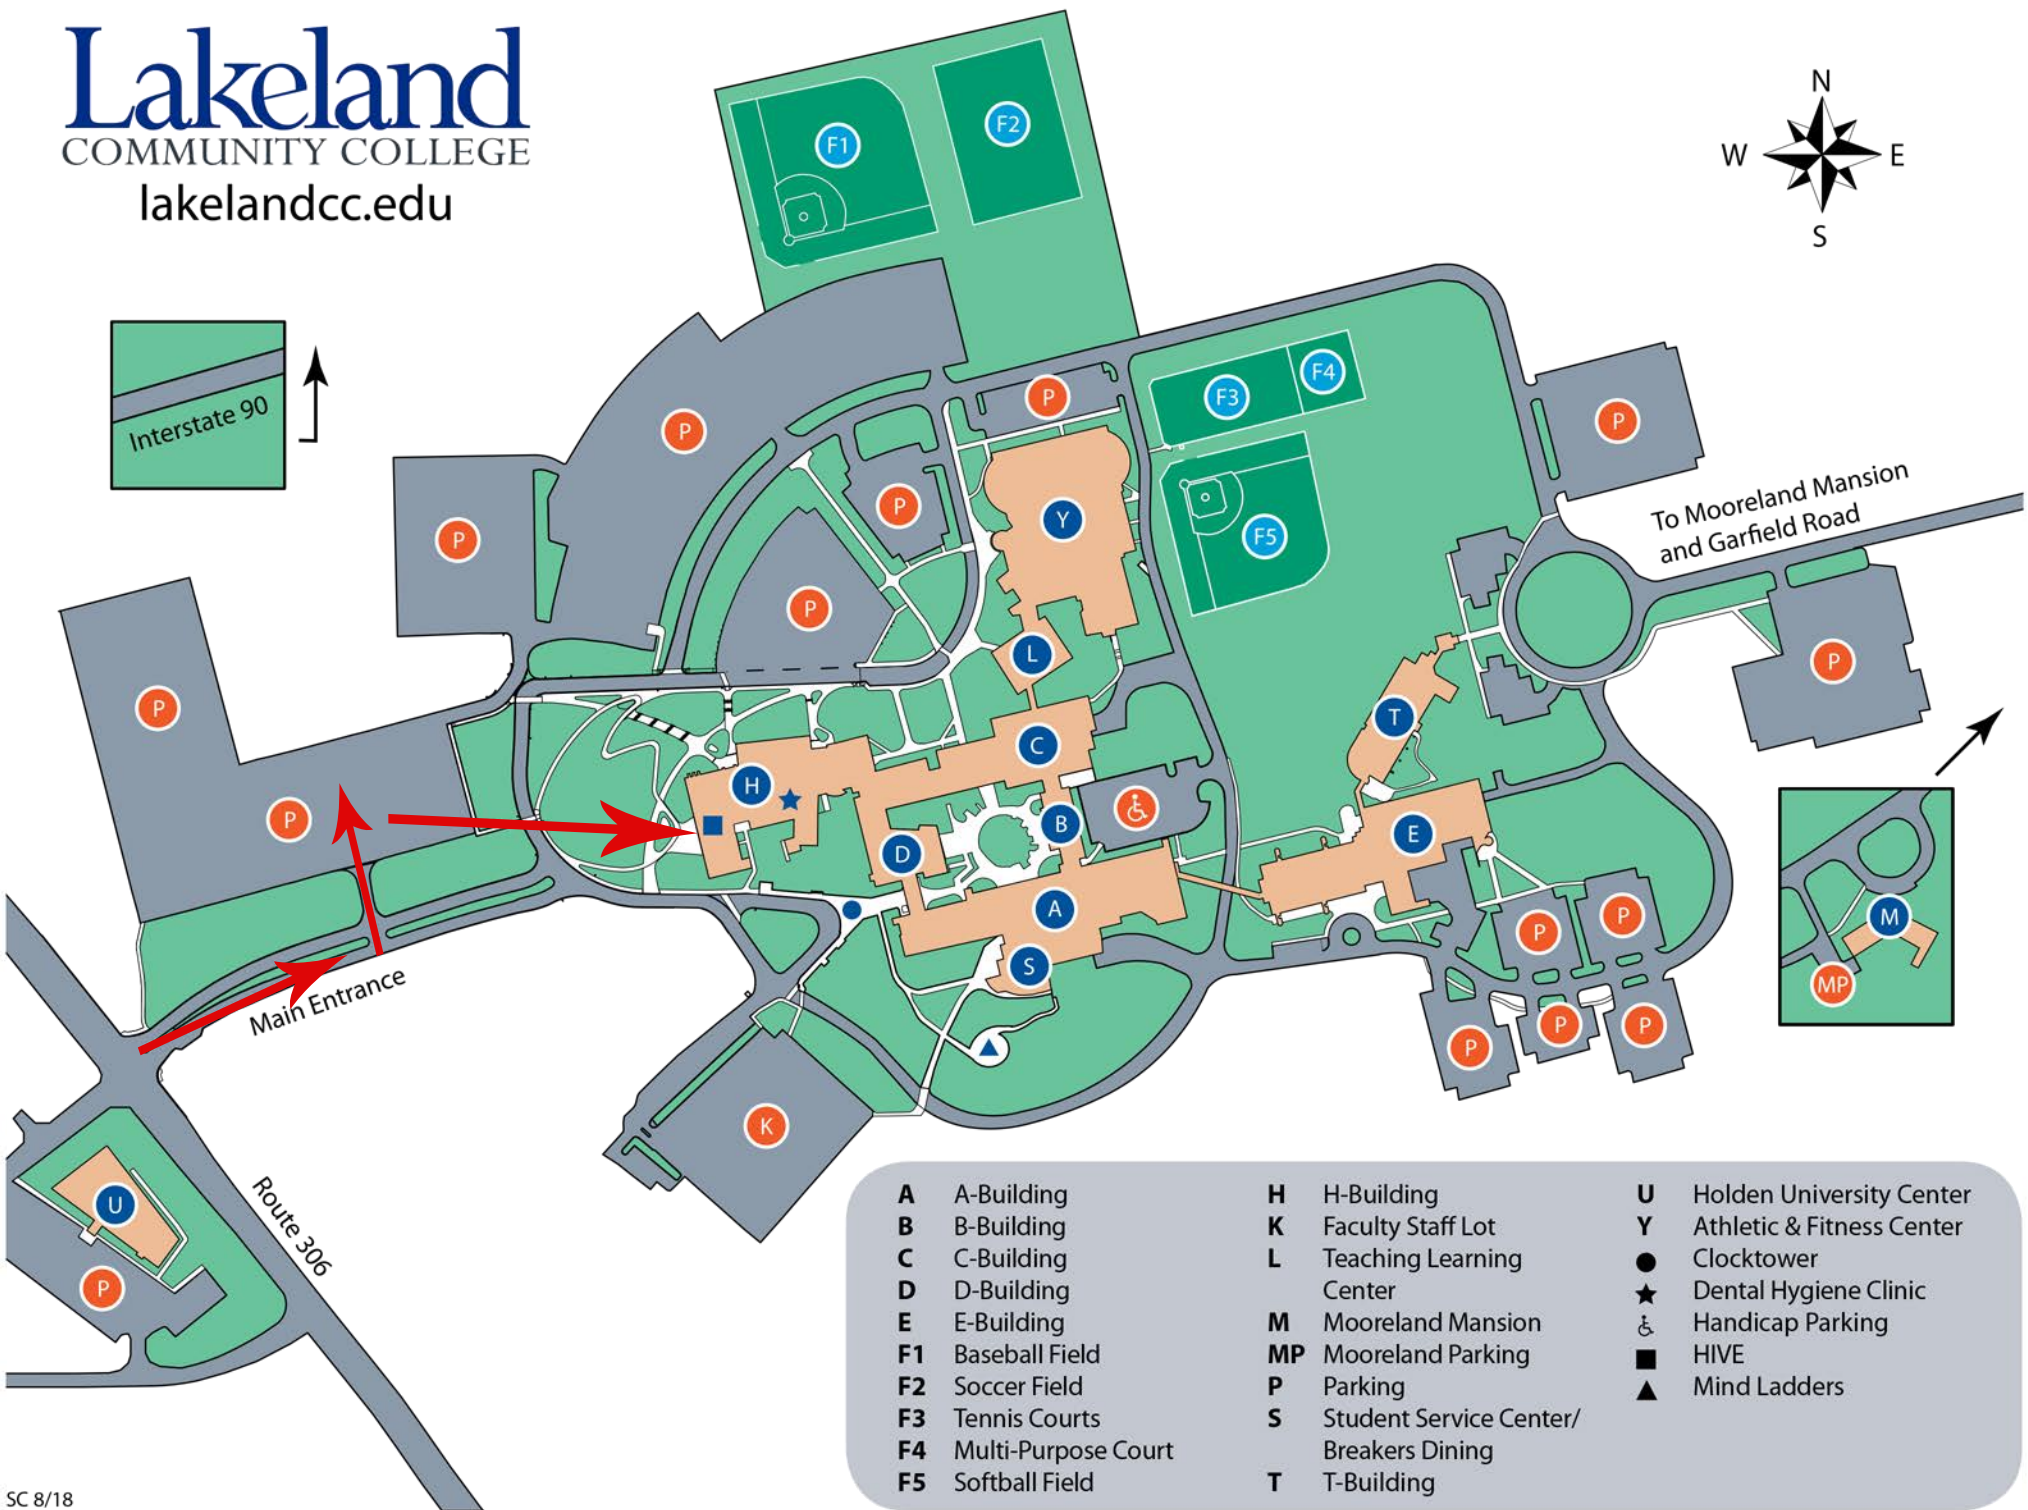 Lakeland
COMMUNITY COLLEGE
lakelandcc.edu
N
W
E
S
F1
F2
Interstate 90
P
F3
F4
P
P
P
P
Y
F5
To Mooreland Mansion
and Garfield Road
P
P
L
P
P
T
C
H
P
B
E
D
A
P
P
M
S
MP
Main Entrance
P
P
P
K
U
P
Route 306
A A-Building
B B-Building
C C-Building
D D-Building
E E-Building
F1 Baseball Field
F2 Soccer Field
F3 Tennis Courts
F4 Multi-Purpose Court
F5 Softball Field
H H-Building
K Faculty Staff Lot
L Teaching Learning
Center
M Mooreland Mansion
MP Mooreland Parking
P Parking
S Student Service Center/
Breakers Dining
T T-Building
U Holden University Center
Y Athletic & Fitness Center
Clocktower
Dental Hygiene Clinic
Handicap Parking
HIVE
Mind Ladders
SC 8/18